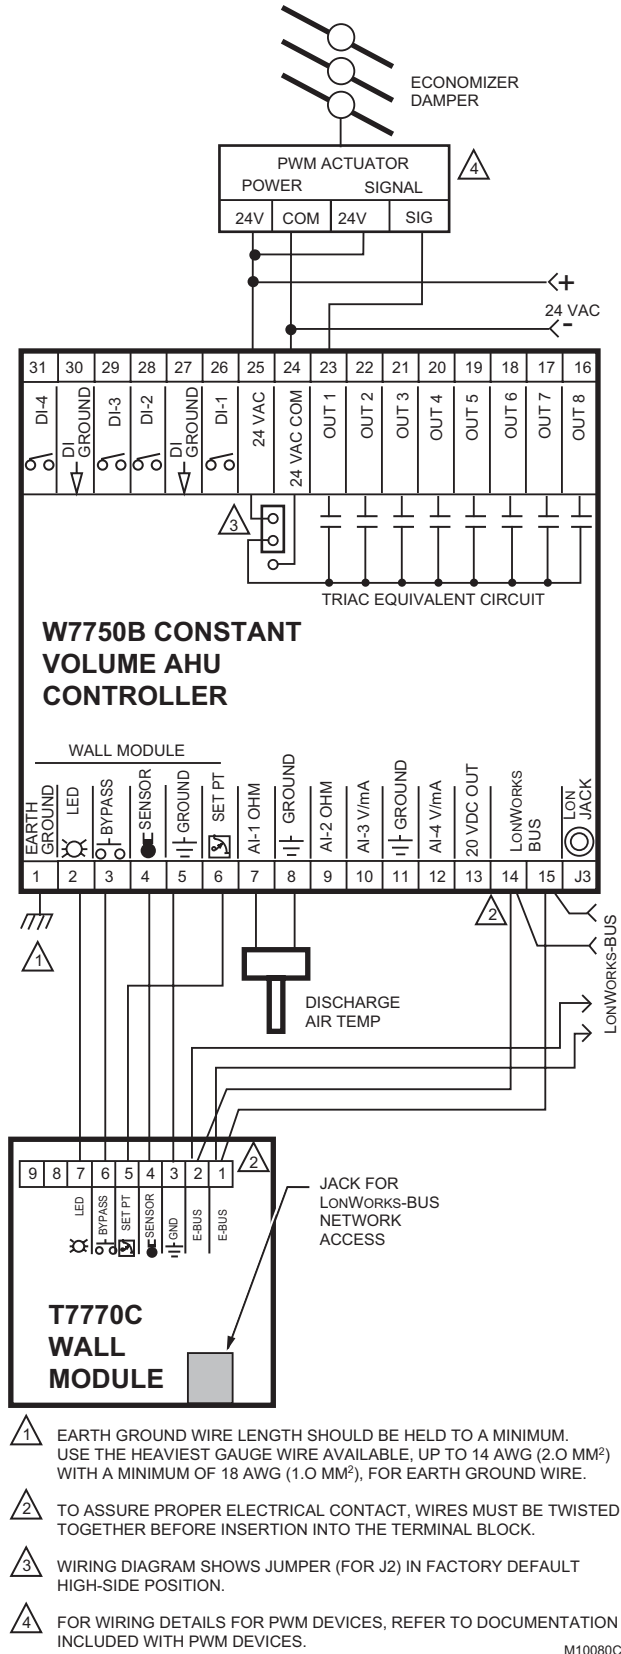 ECONOMIZER
DAMPER
PWM ACTUATOR
4
POWER SIGNAL
24V COM 24V SIG
+
24 VAC
-
31 30 29 28 27 26 25 24 23 22 21 20 19 18 17 16
DI-4
DI
GROUND
DI-3
DI-2
DI
GROUND
DI-1
24 VAC
24 VAC COM
OUT 1
OUT 2
OUT 3
OUT 4
OUT 5
OUT 6
OUT 7
OUT 8
3
TRIAC EQUIVALENT CIRCUIT
W7750B CONSTANT
VOLUME AHU
CONTROLLER
WALL MODULE
EARTH
GROUND
LED
BYPASS
SENSOR
GROUND
SET PT
AI-1 OHM
GROUND
AI-2 OHM
AI-3 V/mA
GROUND
AI-4 V/mA
20 VDC OUT
LONWORKS
BUS
LON
JACK
1 2 3 4 5 6 7 8 9 10 11 12 13 14 15 J3
1
2
LONWORKS-BUS
DISCHARGE
AIR TEMP
2
9 8 7 6 5 4 3 2 1
LED
BYPASS
SET PT
SENSOR
GND
E-BUS
E-BUS
JACK FOR
LONWORKS-BUS
NETWORK
ACCESS
T7770C
WALL
MODULE
1 EARTH GROUND WIRE LENGTH SHOULD BE HELD TO A MINIMUM.
USE THE HEAVIEST GAUGE WIRE AVAILABLE, UP TO 14 AWG (2.O MM²)
WITH A MINIMUM OF 18 AWG (1.O MM²), FOR EARTH GROUND WIRE.
2 TO ASSURE PROPER ELECTRICAL CONTACT, WIRES MUST BE TWISTED
TOGETHER BEFORE INSERTION INTO THE TERMINAL BLOCK.
3 WIRING DIAGRAM SHOWS JUMPER (FOR J2) IN FACTORY DEFAULT
HIGH-SIDE POSITION.
4 FOR WIRING DETAILS FOR PWM DEVICES, REFER TO DOCUMENTATION
INCLUDED WITH PWM DEVICES.
M10080C